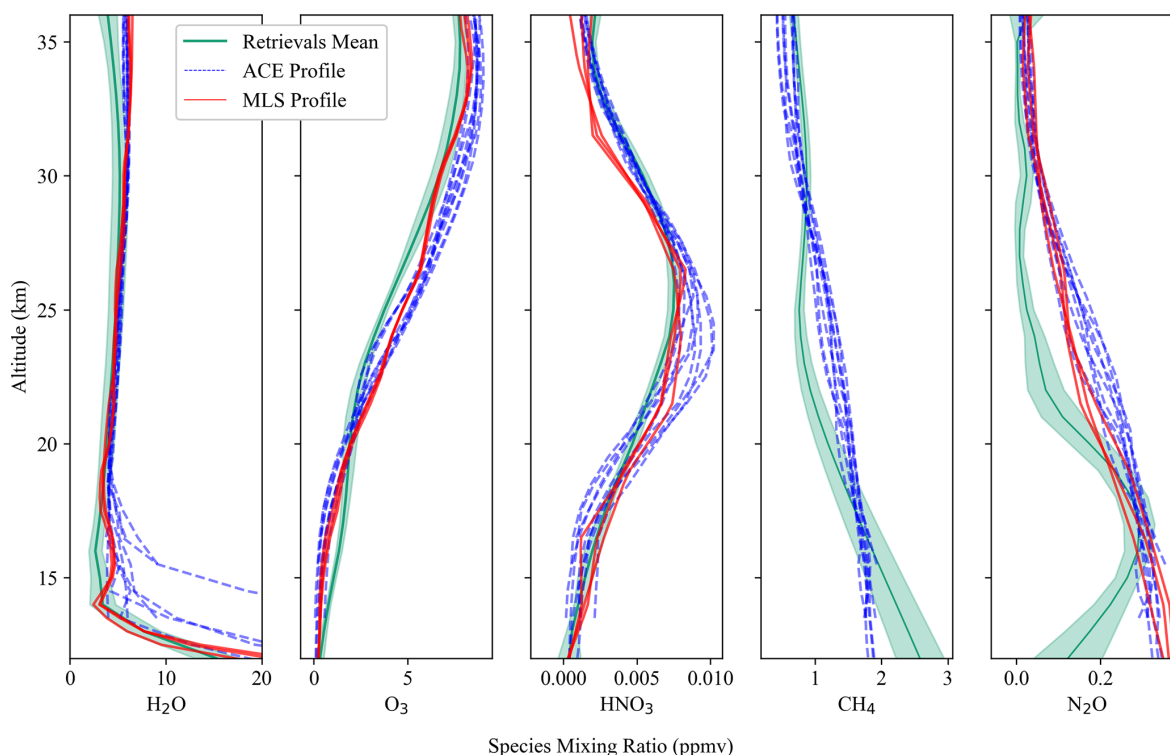 Retrievals Mean
ACE Profile
MLS Profile
Altitude (km)
35
30
25
20
15
0 10 20
H₂O
0 5
O₃
0.000 0.005 0.010
HNO₃
1 2 3
CH₄
0.0 0.2
N₂O
Species Mixing Ratio (ppmv)